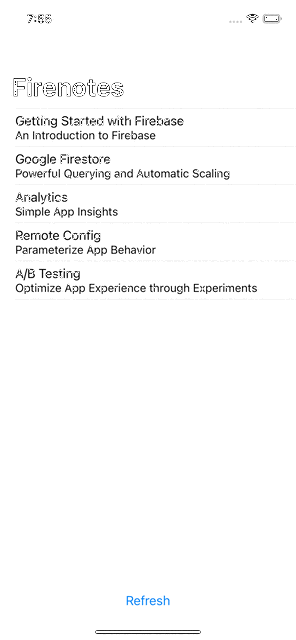 7:56
Firenotes
Getting Started with Firebase
An Introduction to Firebase
Google Firestore
Powerful Querying and Automatic Scaling
Analytics
Simple App Insights
Remote Config
Parameterize App Behavior
A/B Testing
Optimize App Experience through Experiments
Refresh